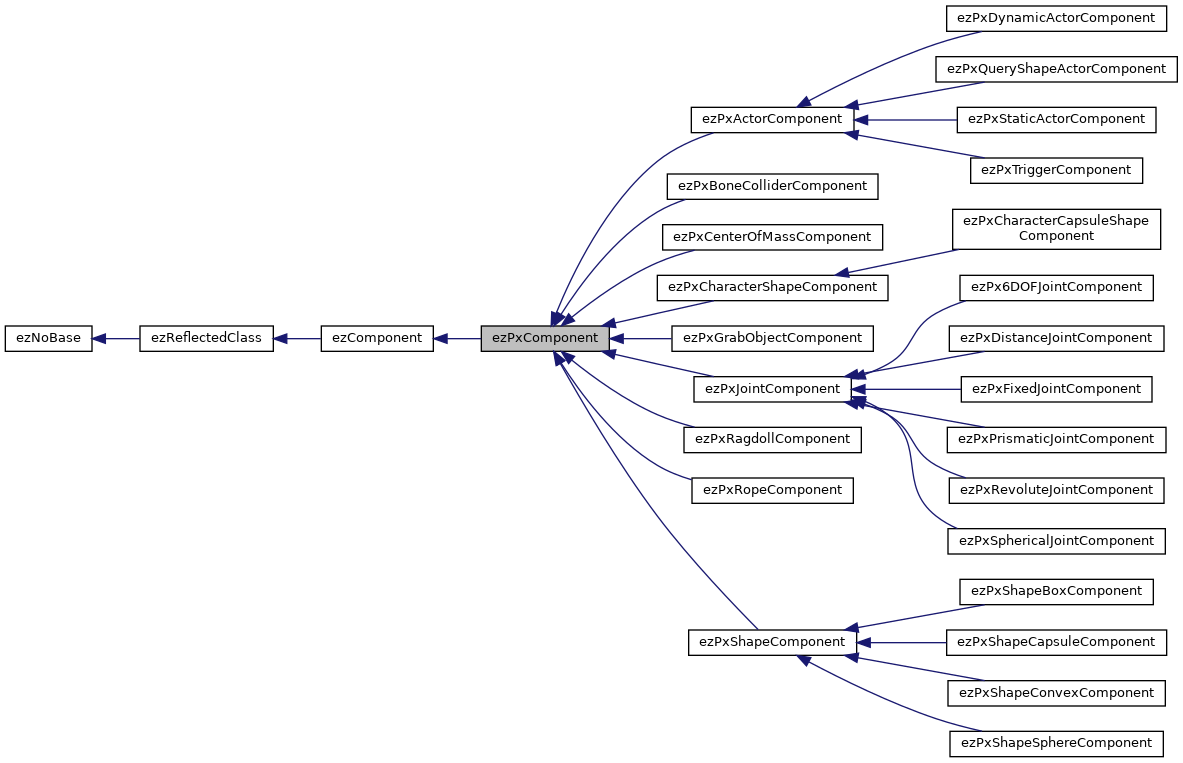 ezPxDynamicActorComponent
ezPxQueryShapeActorComponent
ezPxActorComponent
ezPxStaticActorComponent
ezPxTriggerComponent
ezPxBoneColliderComponent
ezPxCharacterCapsuleShape
Component
ezPxCenterOfMassComponent
ezPxCharacterShapeComponent
ezPx6DOFJointComponent
ezNoBase
ezReflectedClass
ezComponent
ezPxComponent
ezPxGrabObjectComponent
ezPxDistanceJointComponent
ezPxJointComponent
ezPxFixedJointComponent
ezPxRagdollComponent
ezPxPrismaticJointComponent
ezPxRopeComponent
ezPxRevoluteJointComponent
ezPxSphericalJointComponent
ezPxShapeBoxComponent
ezPxShapeComponent
ezPxShapeCapsuleComponent
ezPxShapeConvexComponent
ezPxShapeSphereComponent